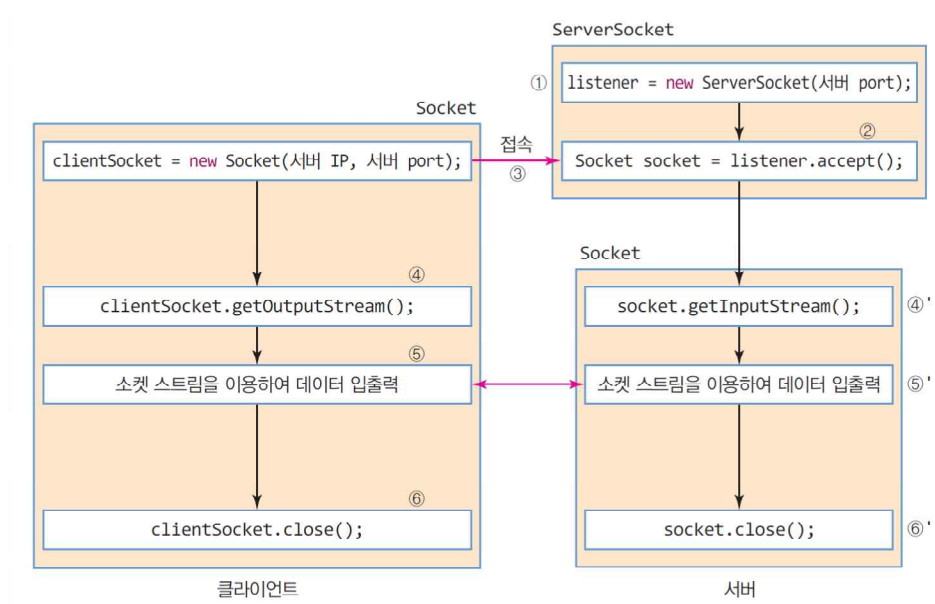 ServerSocket
① listener = new ServerSocket(서버 port);
Socket
②
clientSocket = new Socket(서버 IP, 서버 port);
접속
③
Socket socket = listener.accept();
Socket
④
clientSocket.getOutputStream();
socket.getInputStream();
④'
⑤
소켓 스트림을 이용하여 데이터 입출력
소켓 스트림을 이용하여 데이터 입출력
⑤'
⑥
clientSocket.close();
socket.close();
⑥'
클라이언트
서버